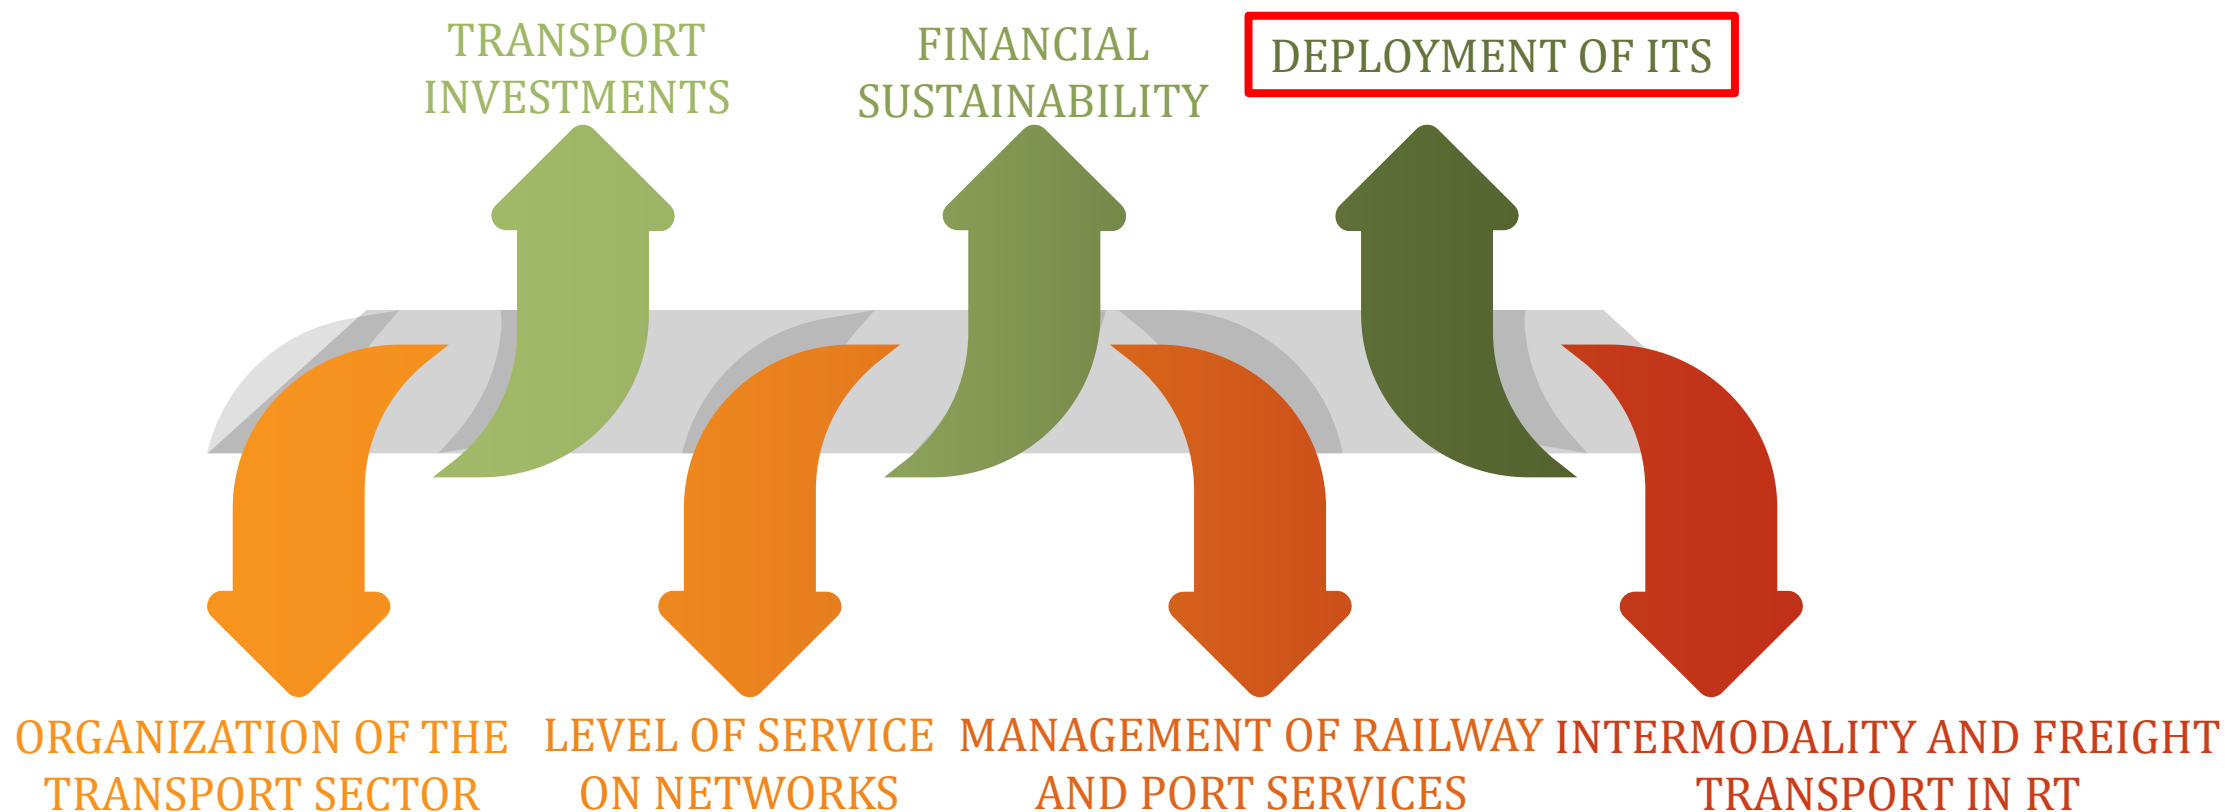 TRANSPORT
INVESTMENTS
FINANCIAL
SUSTAINABILITY
DEPLOYMENT OF ITS
ORGANIZATION OF THE
TRANSPORT SECTOR
LEVEL OF SERVICE
ON NETWORKS
MANAGEMENT OF RAILWAY
AND PORT SERVICES
INTERMODALITY AND FREIGHT
TRANSPORT IN RT